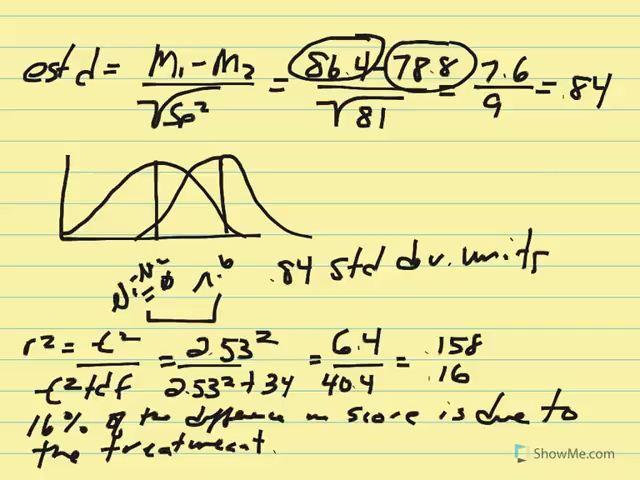 est d = M₁ - M₂ / √Sp² = 86.4 - 78.8 / √81 = 7.6 / 9 = .84
.84 std dv. units
r² = t² / t² + df = 2.53² / 2.53² + 34 = 6.4 / 40.4 = .158 .16
16% of the difference in score is due to
the treatment.
ShowMe.com